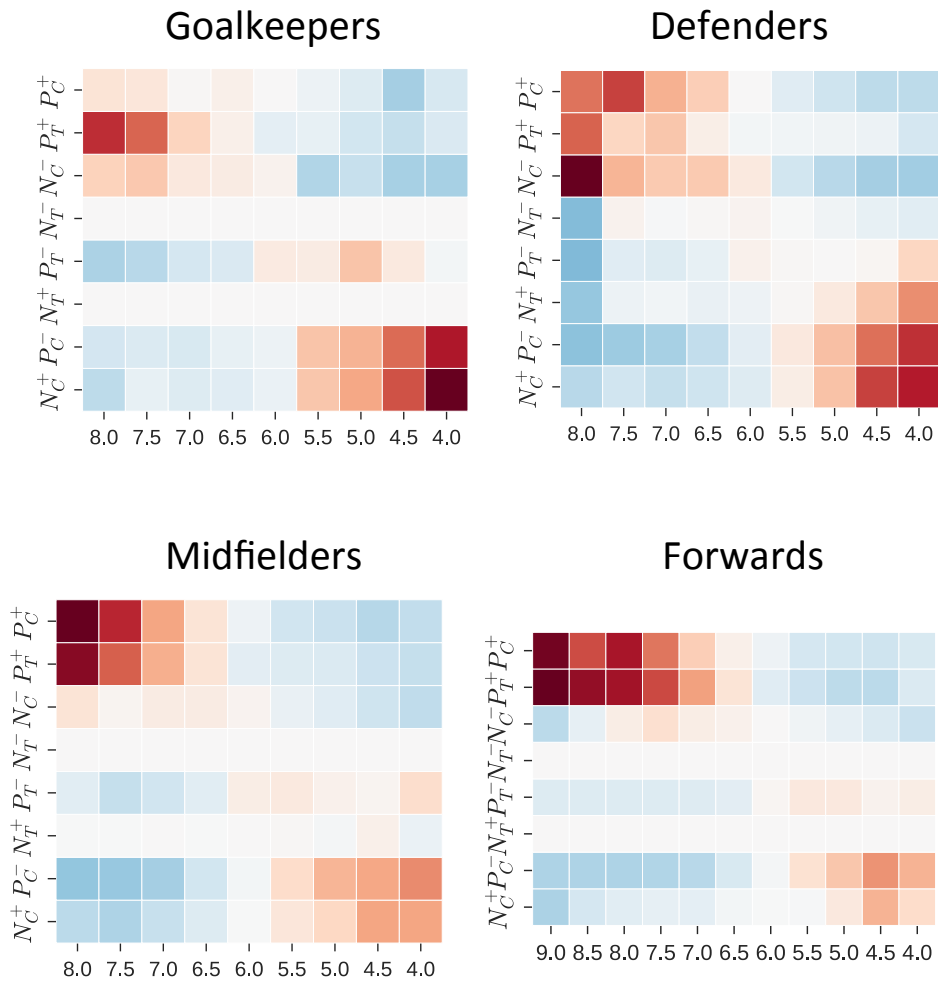 Goalkeepers
$P_C^+$
$P_T^+$
$N_C^-$
$N_T^-$
$P_T^-$
$N_T^+$
$P_C^-$
$N_C^+$
8.0 7.5 7.0 6.5 6.0 5.5 5.0 4.5 4.0
Defenders
$P_C^+$
$P_T^+$
$N_C^-$
$N_T^-$
$P_T^-$
$N_T^+$
$P_C^-$
$N_C^+$
8.0 7.5 7.0 6.5 6.0 5.5 5.0 4.5 4.0
Midfielders
$P_C^+$
$P_T^+$
$N_C^-$
$N_T^-$
$P_T^-$
$N_T^+$
$P_C^-$
$N_C^+$
8.0 7.5 7.0 6.5 6.0 5.5 5.0 4.5 4.0
Forwards
$P_C^+$
$P_T^+$
$N_C^-$
$N_T^-$
$P_T^-$
$N_T^+$
$P_C^-$
$N_C^+$
9.0 8.5 8.0 7.5 7.0 6.5 6.0 5.5 5.0 4.5 4.0